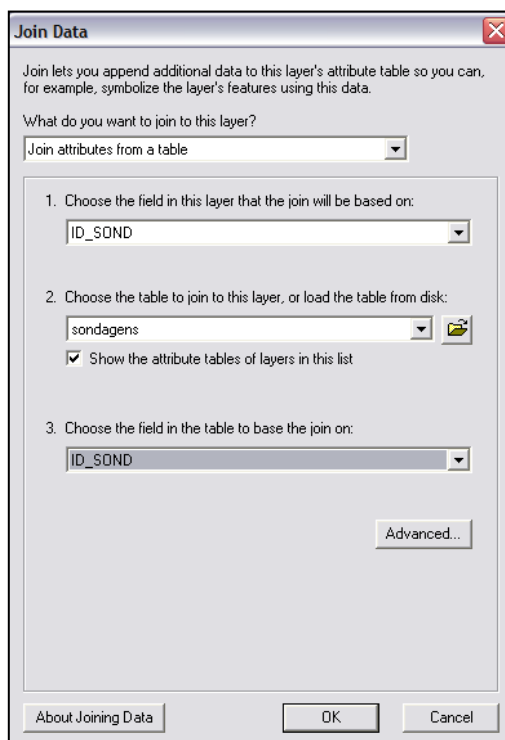 Join Data
Join lets you append additional data to this layer's attribute table so you can,
for example, symbolize the layer's features using this data.
What do you want to join to this layer?
Join attributes from a table
1. Choose the field in this layer that the join will be based on:
ID_SOND
2. Choose the table to join to this layer, or load the table from disk:
sondagens
Show the attribute tables of layers in this list
3. Choose the field in the table to base the join on:
ID_SOND
Advanced...
About Joining Data
OK
Cancel